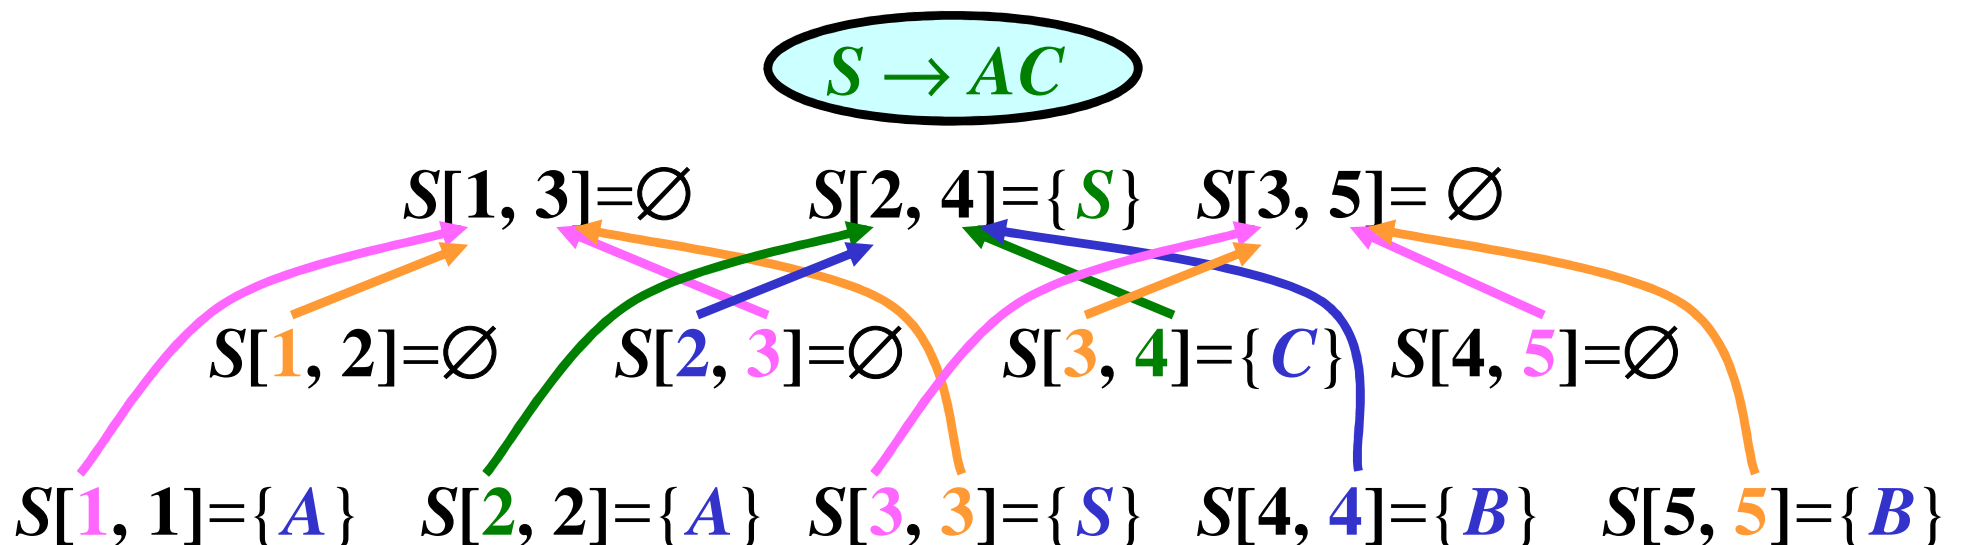 S → AC
S[1, 3]=∅ S[2, 4]={S} S[3, 5]= ∅
S[1, 2]=∅ S[2, 3]=∅ S[3, 4]={C} S[4, 5]=∅
S[1, 1]={A} S[2, 2]={A} S[3, 3]={S} S[4, 4]={B} S[5, 5]={B}